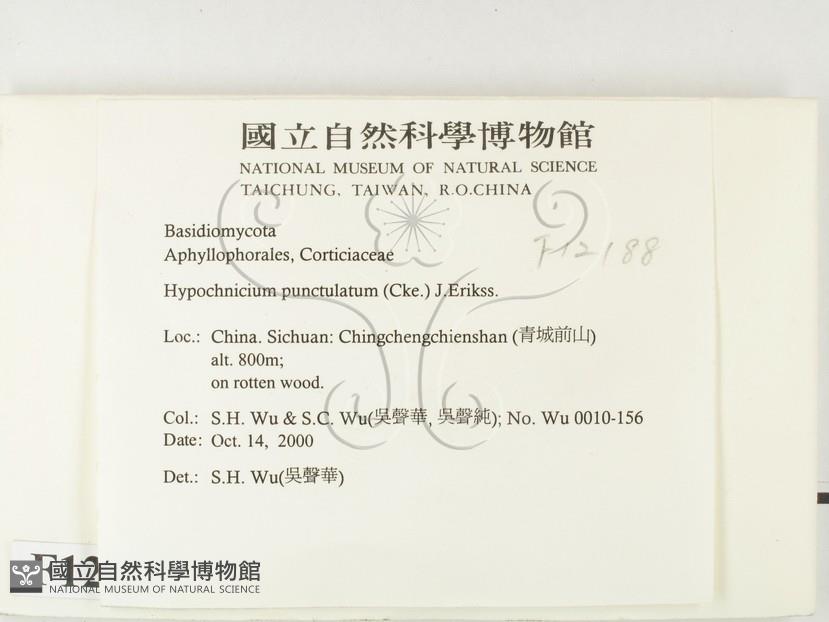 國立自然科學博物館
NATIONAL MUSEUM OF NATURAL SCIENCE
TAICHUNG, TAIWAN, R.O.CHINA
Basidiomycota
Aphyllophorales, Corticiaceae
F12188
Hypochnicium punctulatum (Cke.) J.Erikss.
Loc.: China. Sichuan: Chingchengchienshan (青城前山)
alt. 800m;
on rotten wood.
Col.: S.H. Wu & S.C. Wu(吳聲華, 吳聲純); No. Wu 0010-156
Date: Oct. 14, 2000
Det.: S.H. Wu(吳聲華)
F12
國立自然科學博物館
NATIONAL MUSEUM OF NATURAL SCIENCE